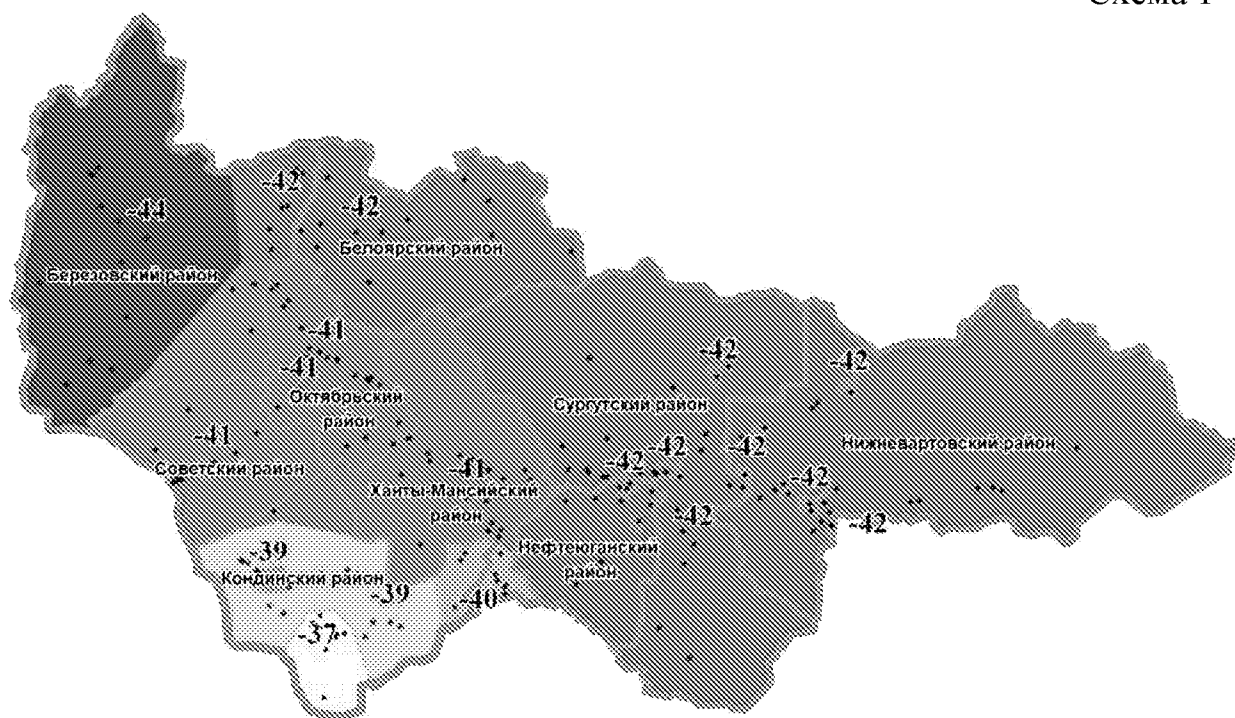 Схема 1
-42
-44
-42
Белоярский район
Березовский район
-41
-41
-42
-42
Октябрьский
район
Сургутский район
-41
-42
-42
Нижневартовский район
Советский район
-41
-42
-42
Ханты-Мансийский
район
-42
-42
-39
Нефтеюганский
район
Кондинский район
-39
-40
-37